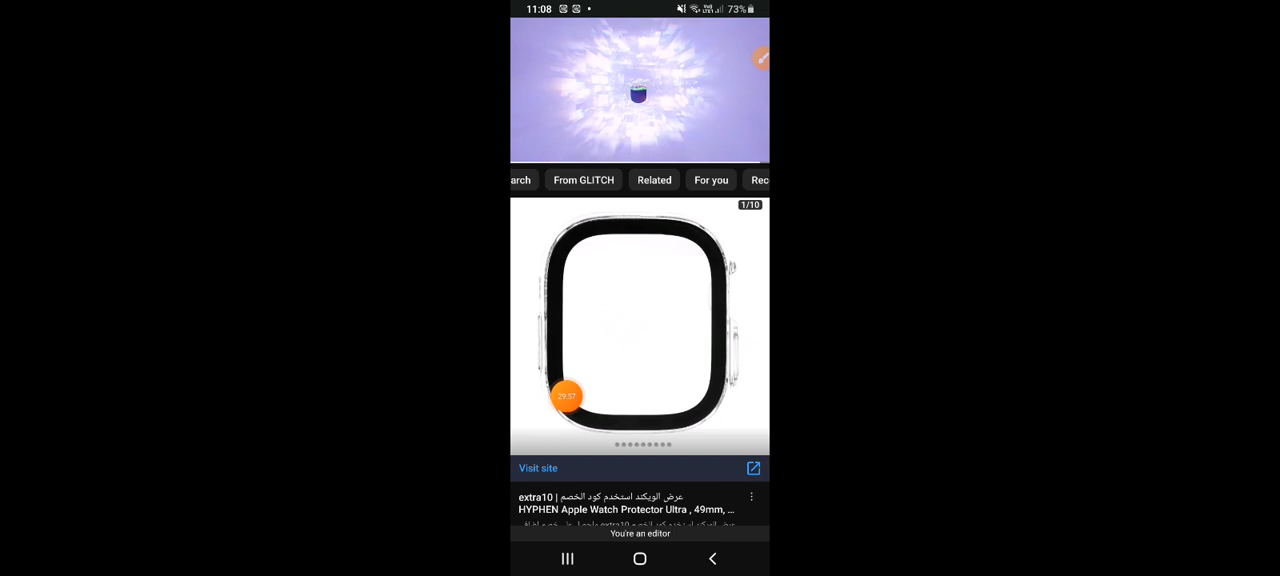 11:08
73%
arch From GLITCH Related For you Rec
1/10
29:57
Visit site
extra10 | عرض الويكند استخدم كود الخصم
HYPHEN Apple Watch Protector Ultra , 49mm, ...
You're an editor